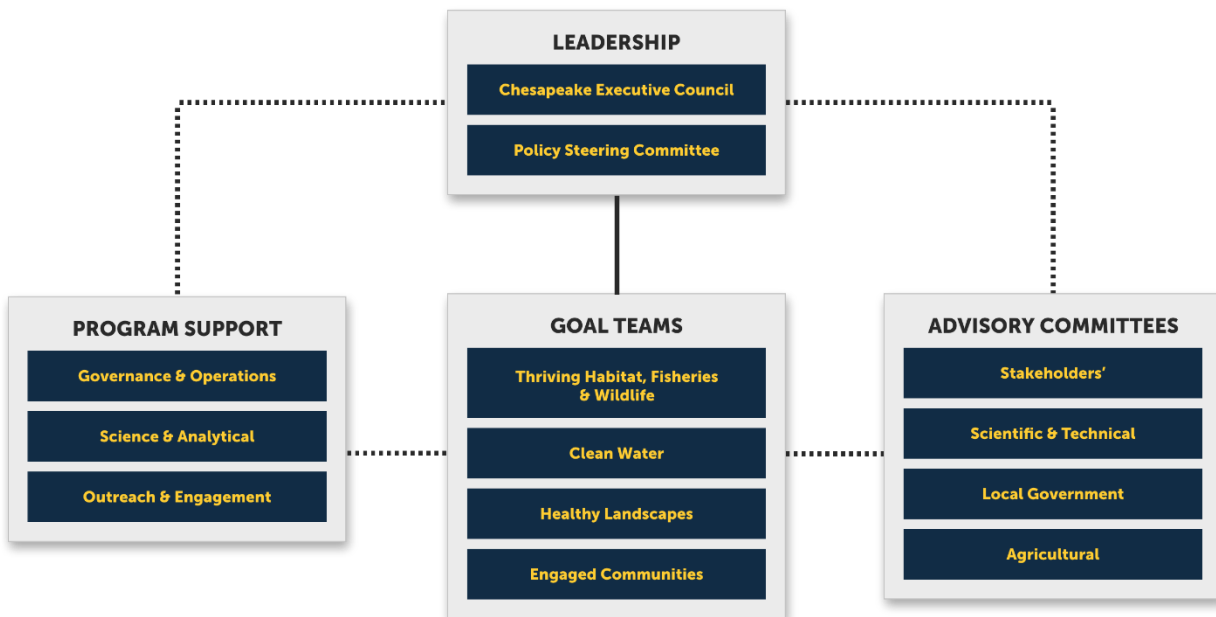 LEADERSHIP
Chesapeake Executive Council
Policy Steering Committee
PROGRAM SUPPORT
Governance & Operations
Science & Analytical
Outreach & Engagement
GOAL TEAMS
Thriving Habitat, Fisheries
& Wildlife
Clean Water
Healthy Landscapes
Engaged Communities
ADVISORY COMMITTEES
Stakeholders’
Scientific & Technical
Local Government
Agricultural